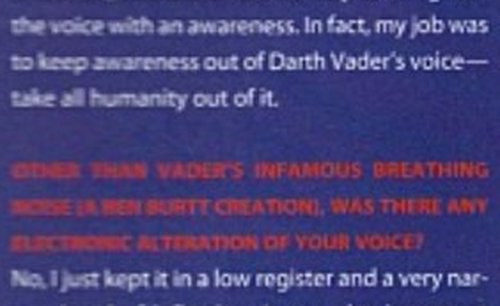 the voice with an awareness. In fact, my job was
to keep awareness out of Darth Vader's voice—
take all humanity out of it.
OTHER THAN VADER'S INFAMOUS BREATHING
NOISE (A BEN BURTT CREATION), WAS THERE ANY
ELECTRONIC ALTERATION OF YOUR VOICE?
No, I just kept it in a low register and a very nar-